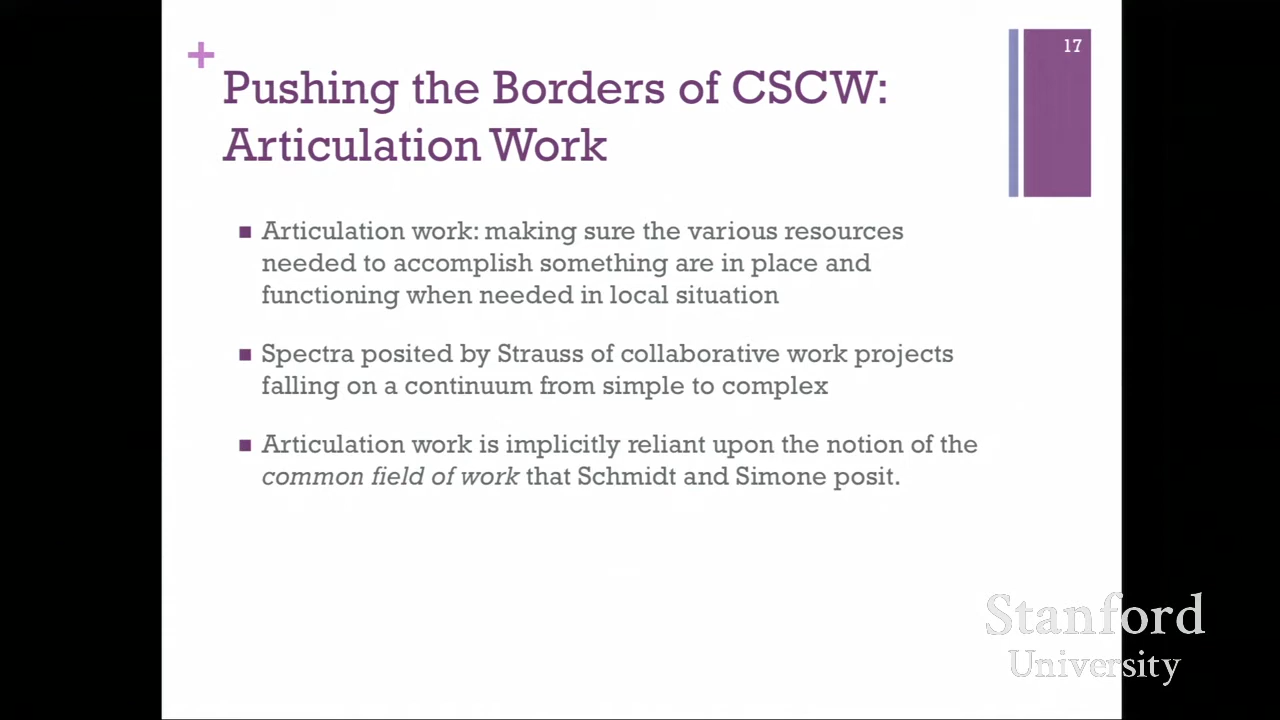 17
+
Pushing the Borders of CSCW:
Articulation Work
■ Articulation work: making sure the various resources
needed to accomplish something are in place and
functioning when needed in local situation
■ Spectra posited by Strauss of collaborative work projects
falling on a continuum from simple to complex
■ Articulation work is implicitly reliant upon the notion of the
common field of work that Schmidt and Simone posit.
Stanford
University